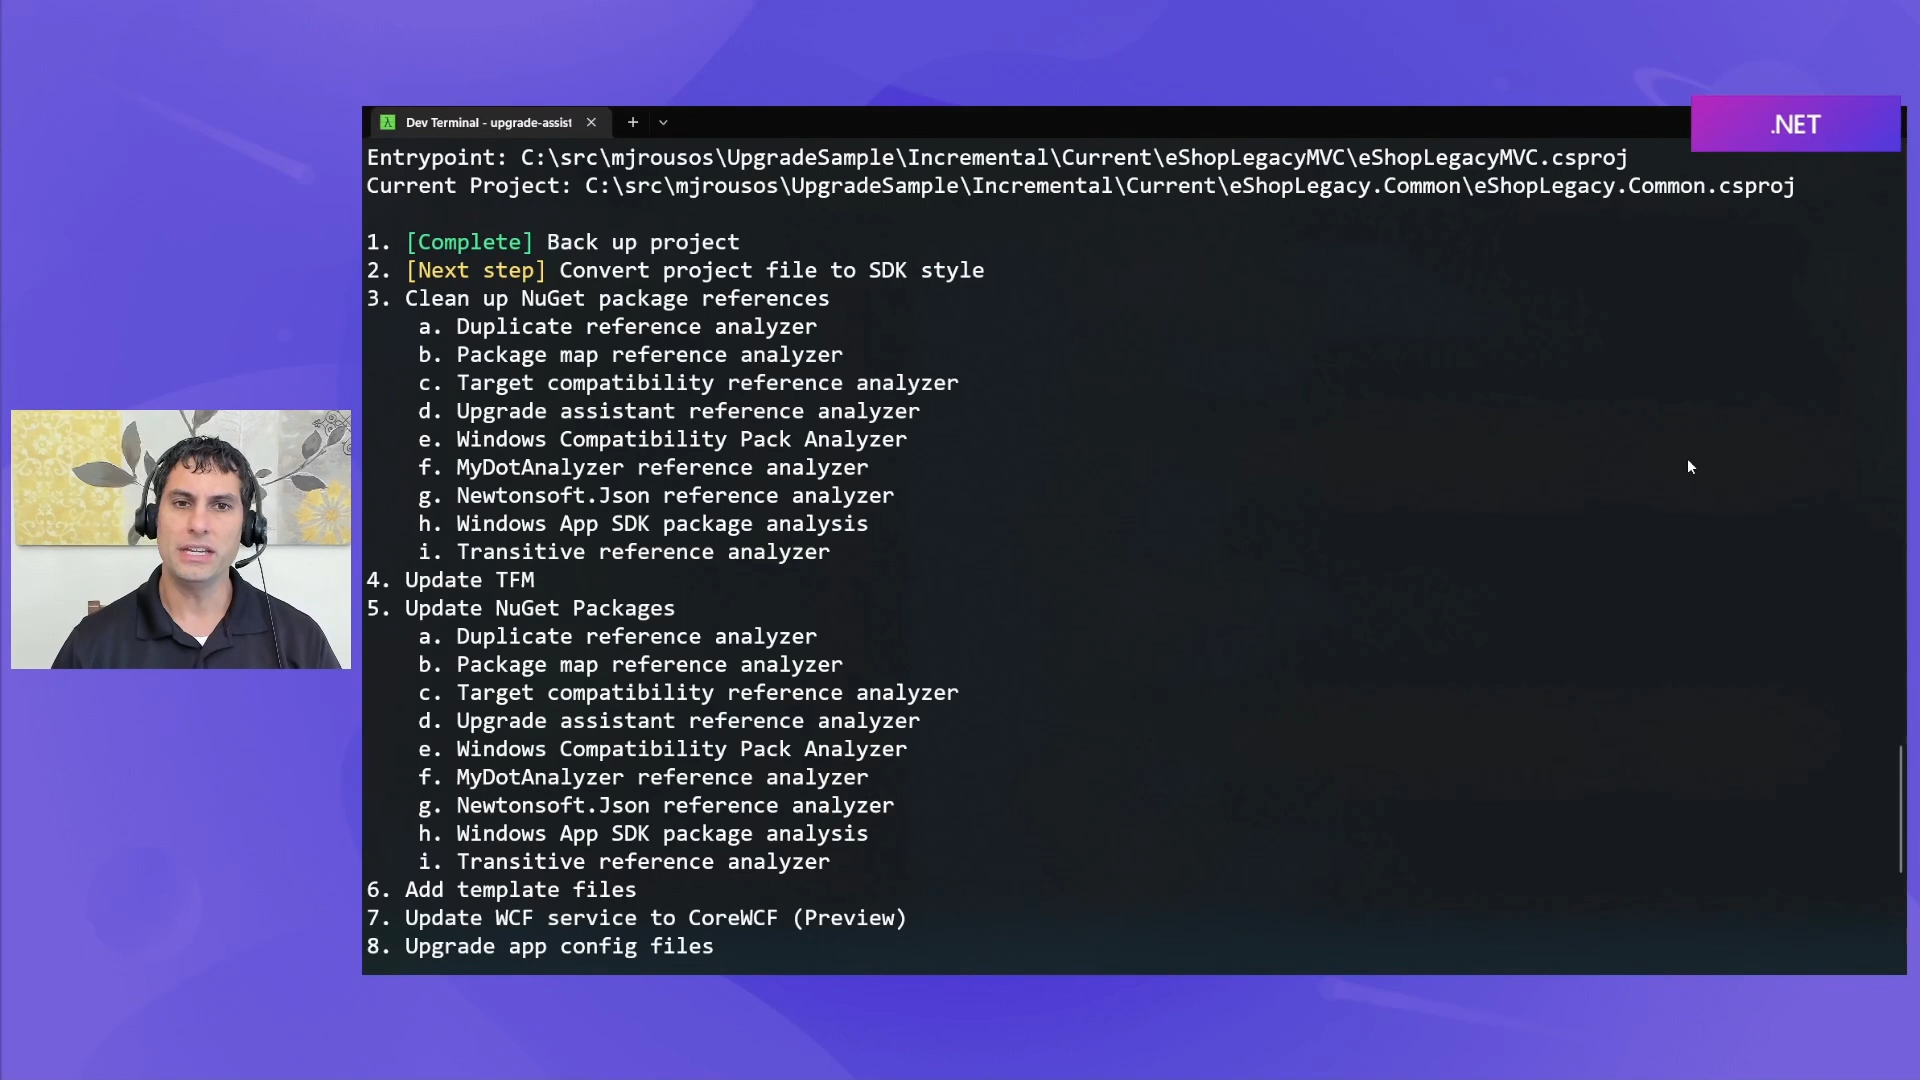 .NET
Dev Terminal - upgrade-assist
Entrypoint: C:\src\mjrousos\UpgradeSample\Incremental\Current\eShopLegacyMVC\eShopLegacyMVC.csproj
Current Project: C:\src\mjrousos\UpgradeSample\Incremental\Current\eShopLegacy.Common\eShopLegacy.Common.csproj
1. [Complete] Back up project
2. [Next step] Convert project file to SDK style
3. Clean up NuGet package references
a. Duplicate reference analyzer
b. Package map reference analyzer
c. Target compatibility reference analyzer
d. Upgrade assistant reference analyzer
e. Windows Compatibility Pack Analyzer
f. MyDotAnalyzer reference analyzer
g. Newtonsoft.Json reference analyzer
h. Windows App SDK package analysis
i. Transitive reference analyzer
4. Update TFM
5. Update NuGet Packages
a. Duplicate reference analyzer
b. Package map reference analyzer
c. Target compatibility reference analyzer
d. Upgrade assistant reference analyzer
e. Windows Compatibility Pack Analyzer
f. MyDotAnalyzer reference analyzer
g. Newtonsoft.Json reference analyzer
h. Windows App SDK package analysis
i. Transitive reference analyzer
6. Add template files
7. Update WCF service to CoreWCF (Preview)
8. Upgrade app config files